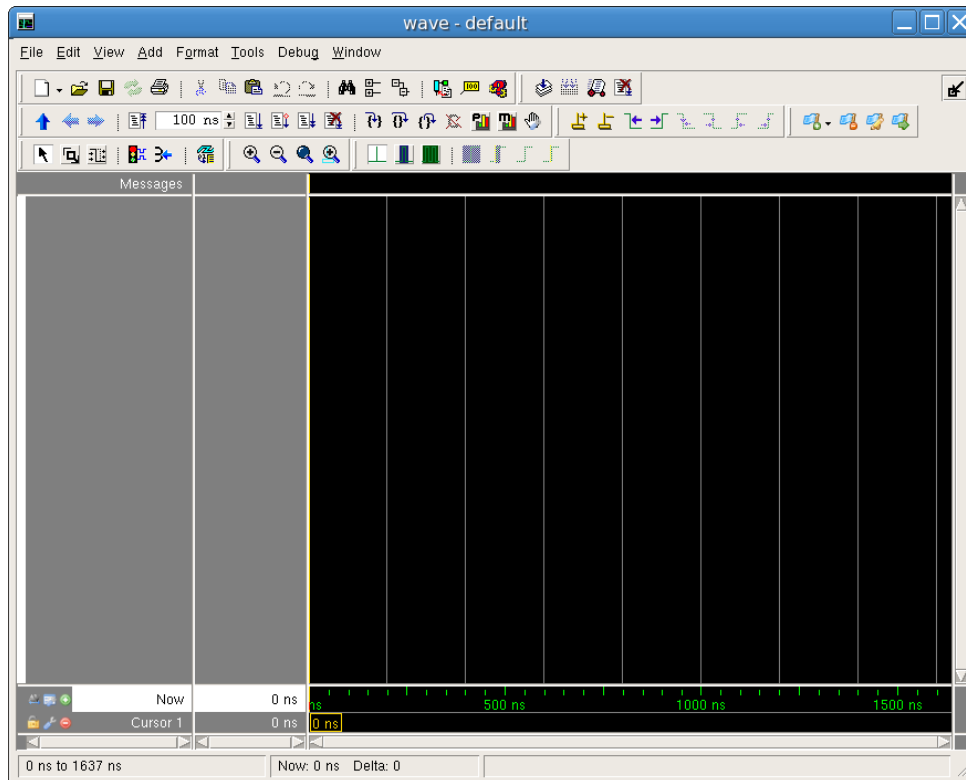 wave - default
File Edit View Add Format Tools Debug Window
100
100 ns
Messages
Now 0 ns
ns 500 ns 1000 ns 1500 ns
Cursor 1 0 ns 0 ns
0 ns to 1637 ns Now: 0 ns Delta: 0